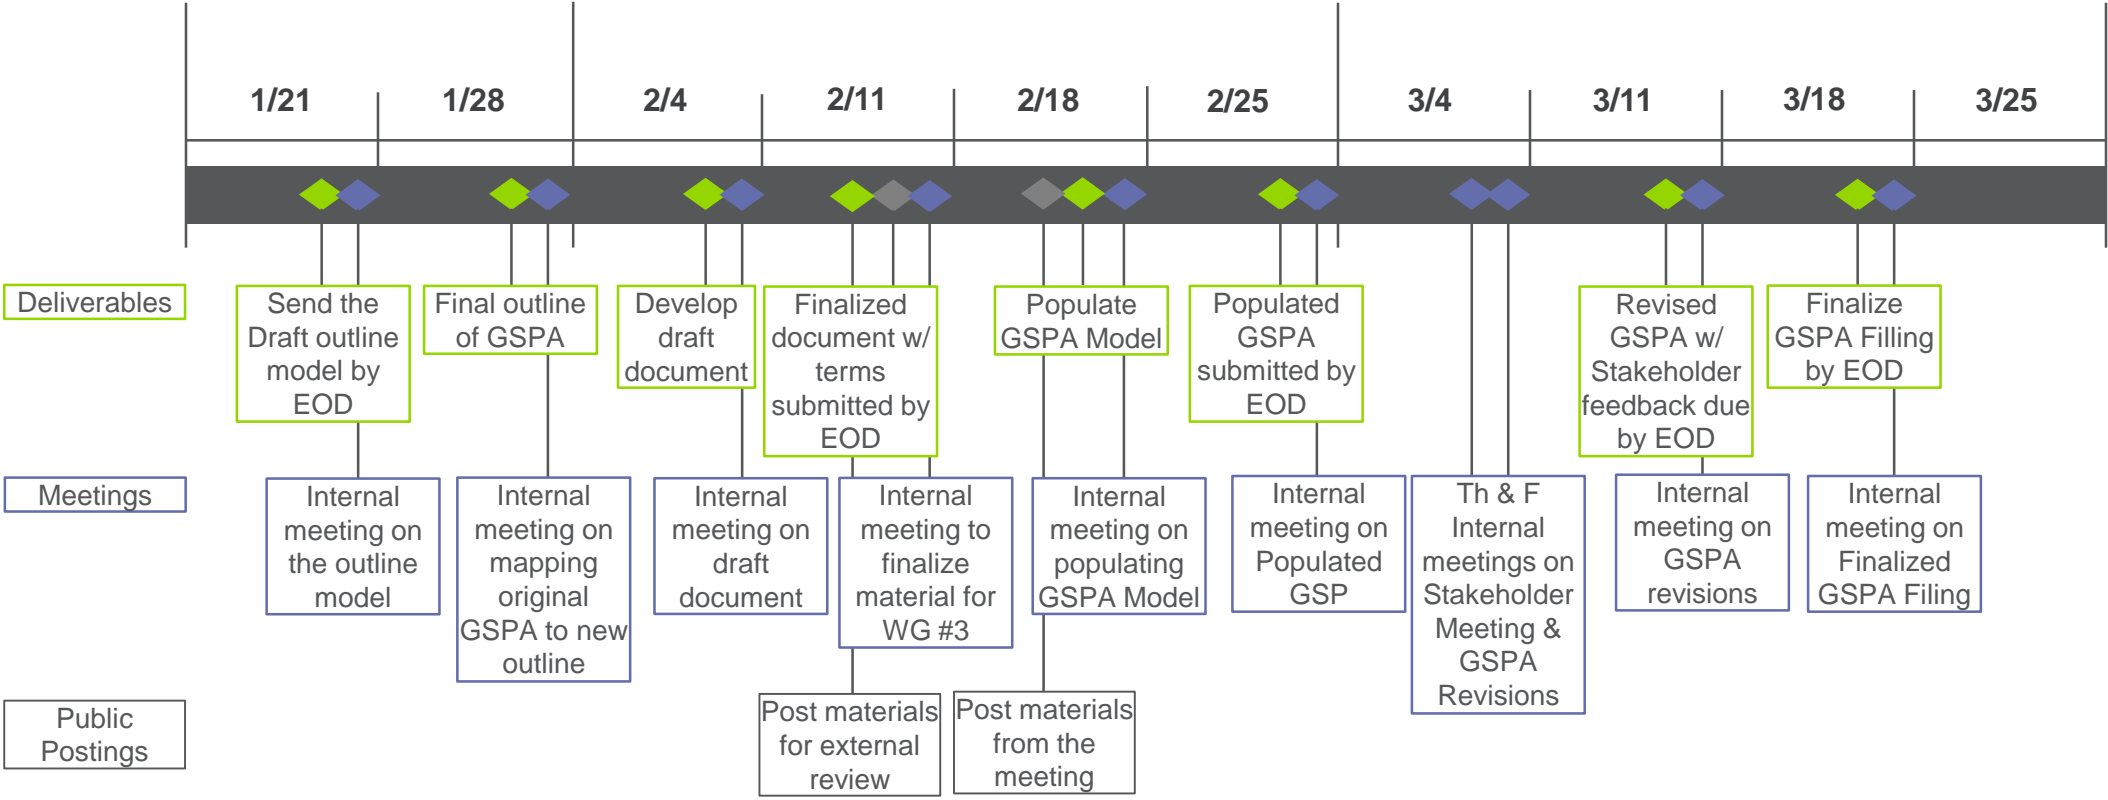 1/21
1/28
2/4
2/11
2/18
2/25
3/4
3/11
3/18
3/25
Deliverables
Send the
Draft outline
model by
EOD
Final outline
of GSPA
Develop
draft
document
Finalized
document w/
terms
submitted by
EOD
Populate
GSPA Model
Populated
GSPA
submitted by
EOD
Revised
GSPA w/
Stakeholder
feedback due
by EOD
Finalize
GSPA Filling
by EOD
Meetings
Internal
meeting on
the outline
model
Internal
meeting on
mapping
original
GSPA to new
outline
Internal
meeting on
draft
document
Internal
meeting to
finalize
material for
WG #3
Internal
meeting on
populating
GSPA Model
Internal
meeting on
Populated
GSP
Th & F
Internal
meetings on
Stakeholder
Meeting &
GSPA
Revisions
Internal
meeting on
GSPA
revisions
Internal
meeting on
Finalized
GSPA Filing
Public
Postings
Post materials
for external
review
Post materials
from the
meeting